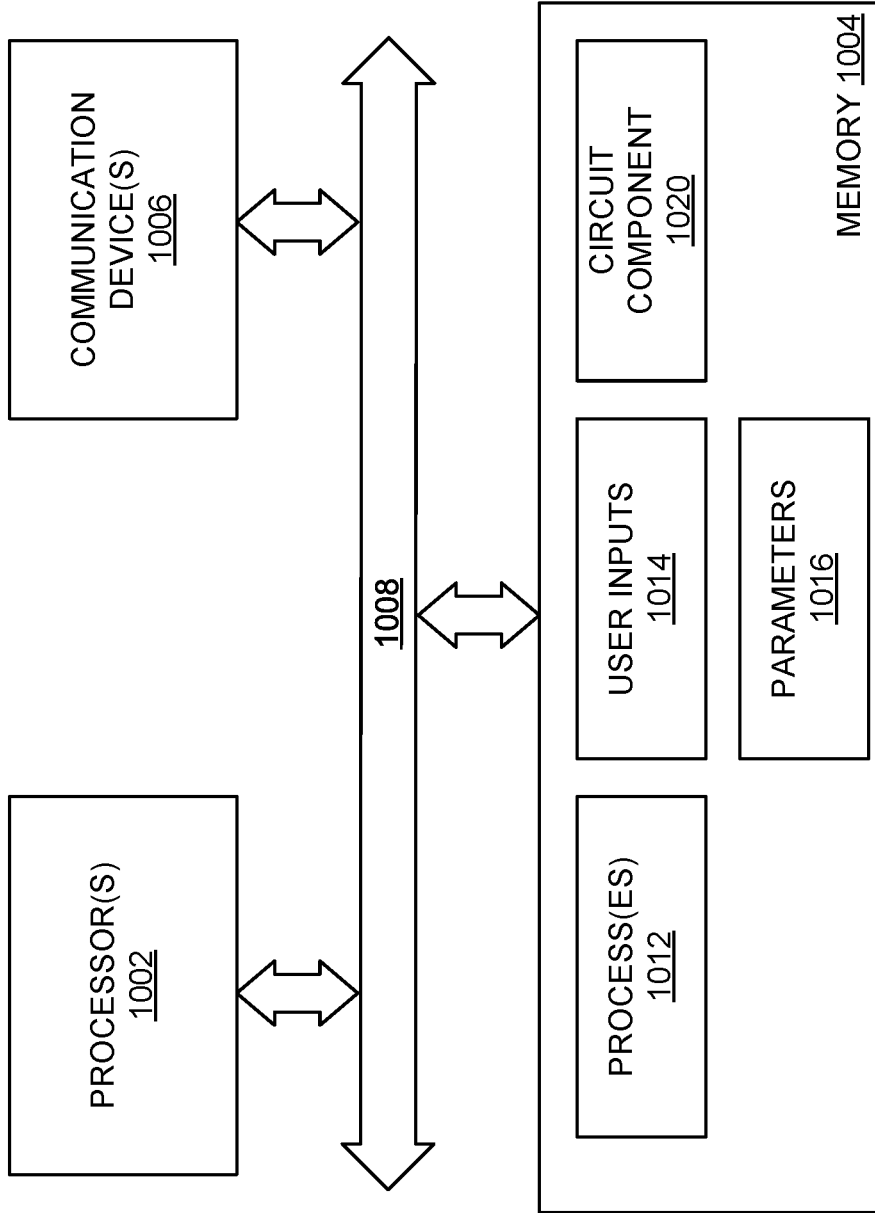 PROCESSOR(S)
1002
COMMUNICATION
DEVICE(S)
1006
1008
PROCESS(ES)
1012
USER INPUTS
1014
CIRCUIT
COMPONENT
1020
PARAMETERS
1016
MEMORY 1004